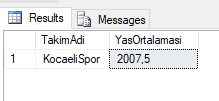 Results Messages
TakimAdi YasOrtalamasi
1 KocaeliSpor 2007,5